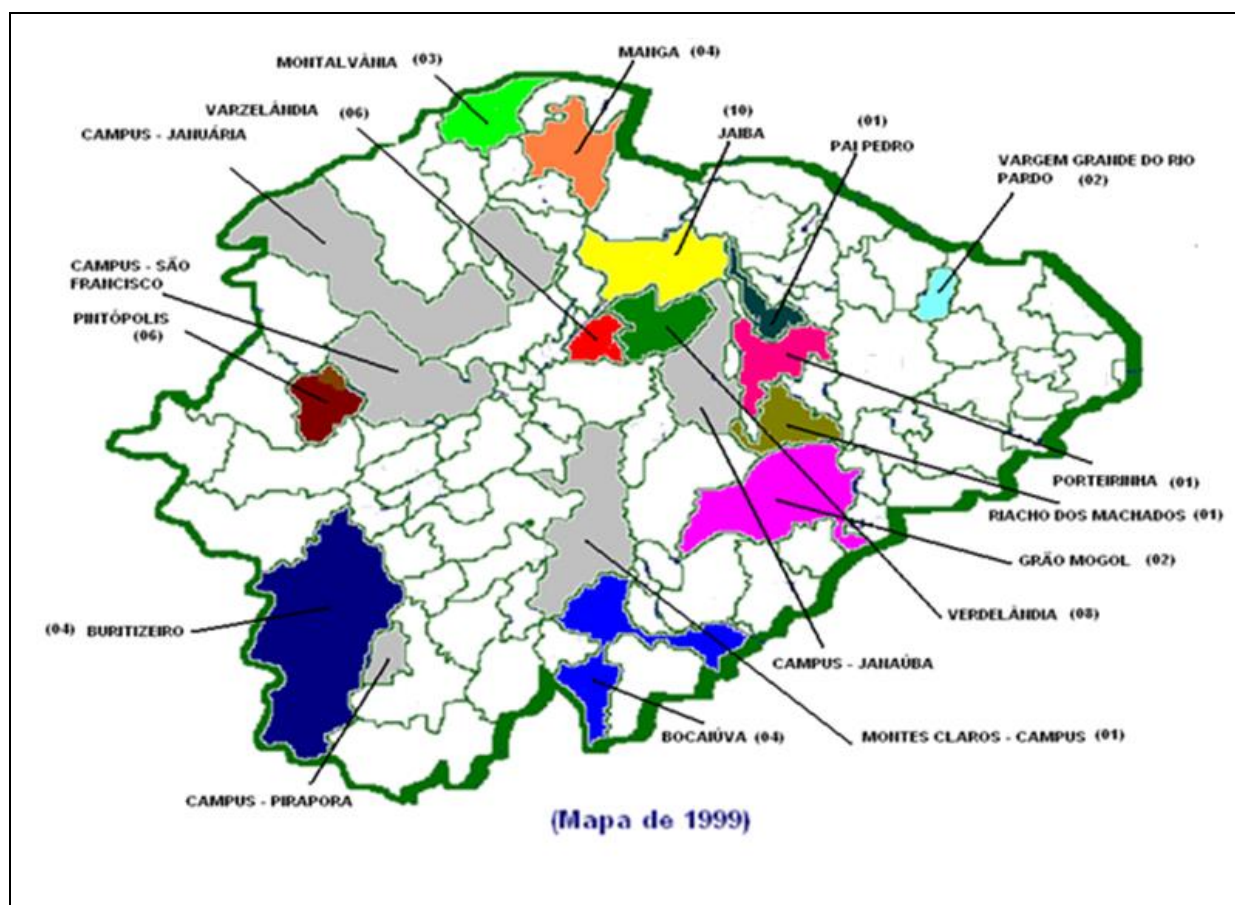 MANGA (04)
MONTALVÂNIA (03)
VARZELÂNDIA (06)
CAMPUS - JANUÁRIA
(10)
JAIBA
(01)
PAI PEDRO
VARGEM GRANDE DO RIO
PARDO (02)
CAMPUS - SÃO
FRANCISCO
PINTÓPOLIS
(06)
PORTEIRINHA (01)
RIACHO DOS MACHADOS (01)
GRÃO MOGOL (02)
VERDELÂNDIA (08)
(04) BURITIZEIRO
CAMPUS - JANAÚBA
BOCAIÚVA (04)
MONTES CLAROS - CAMPUS (01)
CAMPUS - PIRAPORA
(Mapa de 1999)